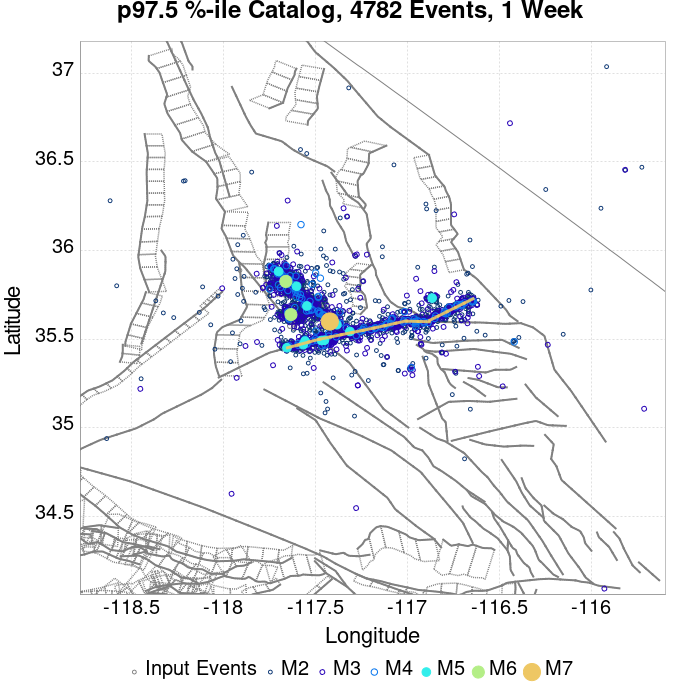 p97.5 %-ile Catalog, 4782 Events, 1 Week
37
36.5
36
35.5
35
34.5
Latitude
-118.5 -118 -117.5 -117 -116.5 -116
Longitude
Input Events M2 M3 M4 M5 M6 M7